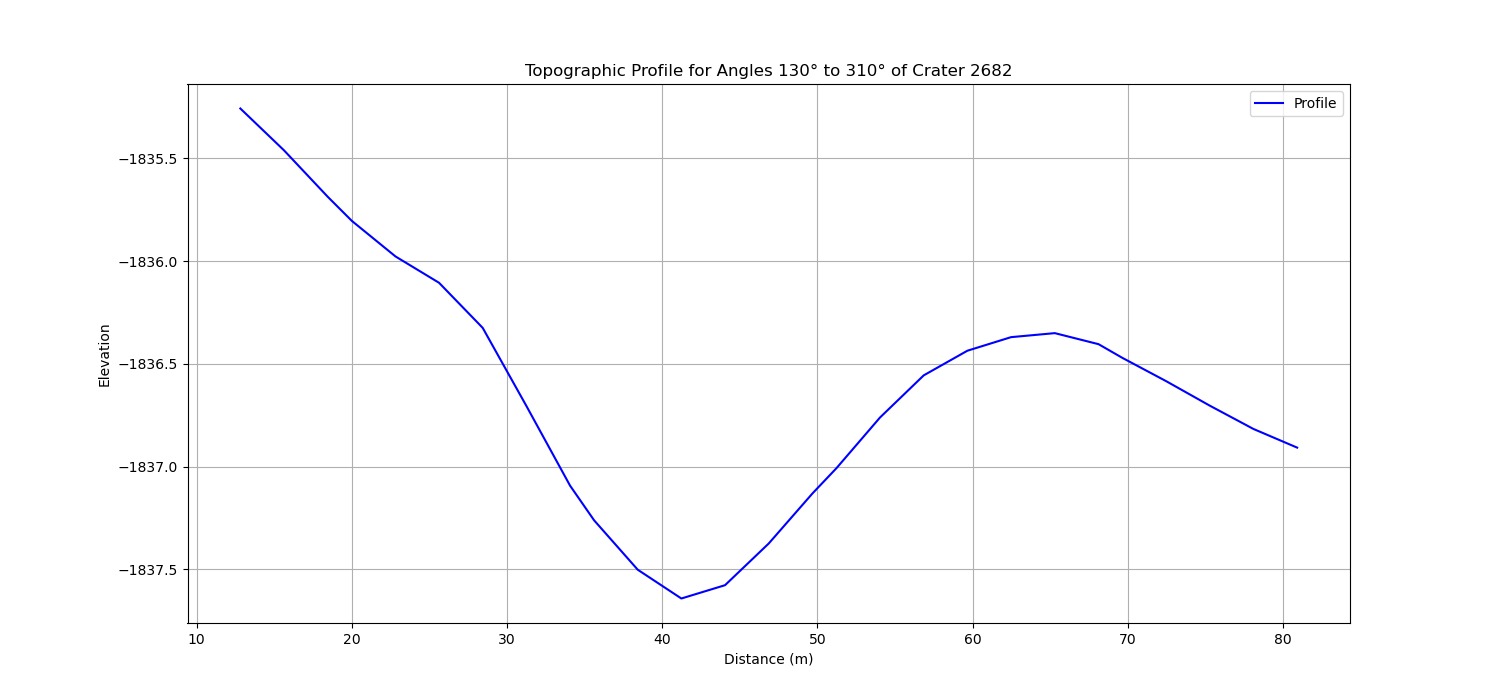 Topographic Profile for Angles 130° to 310° of Crater 2682
Profile
−1835.5
−1836.0
−1836.5
−1837.0
−1837.5
Elevation
10 20 30 40 50 60 70 80
Distance (m)